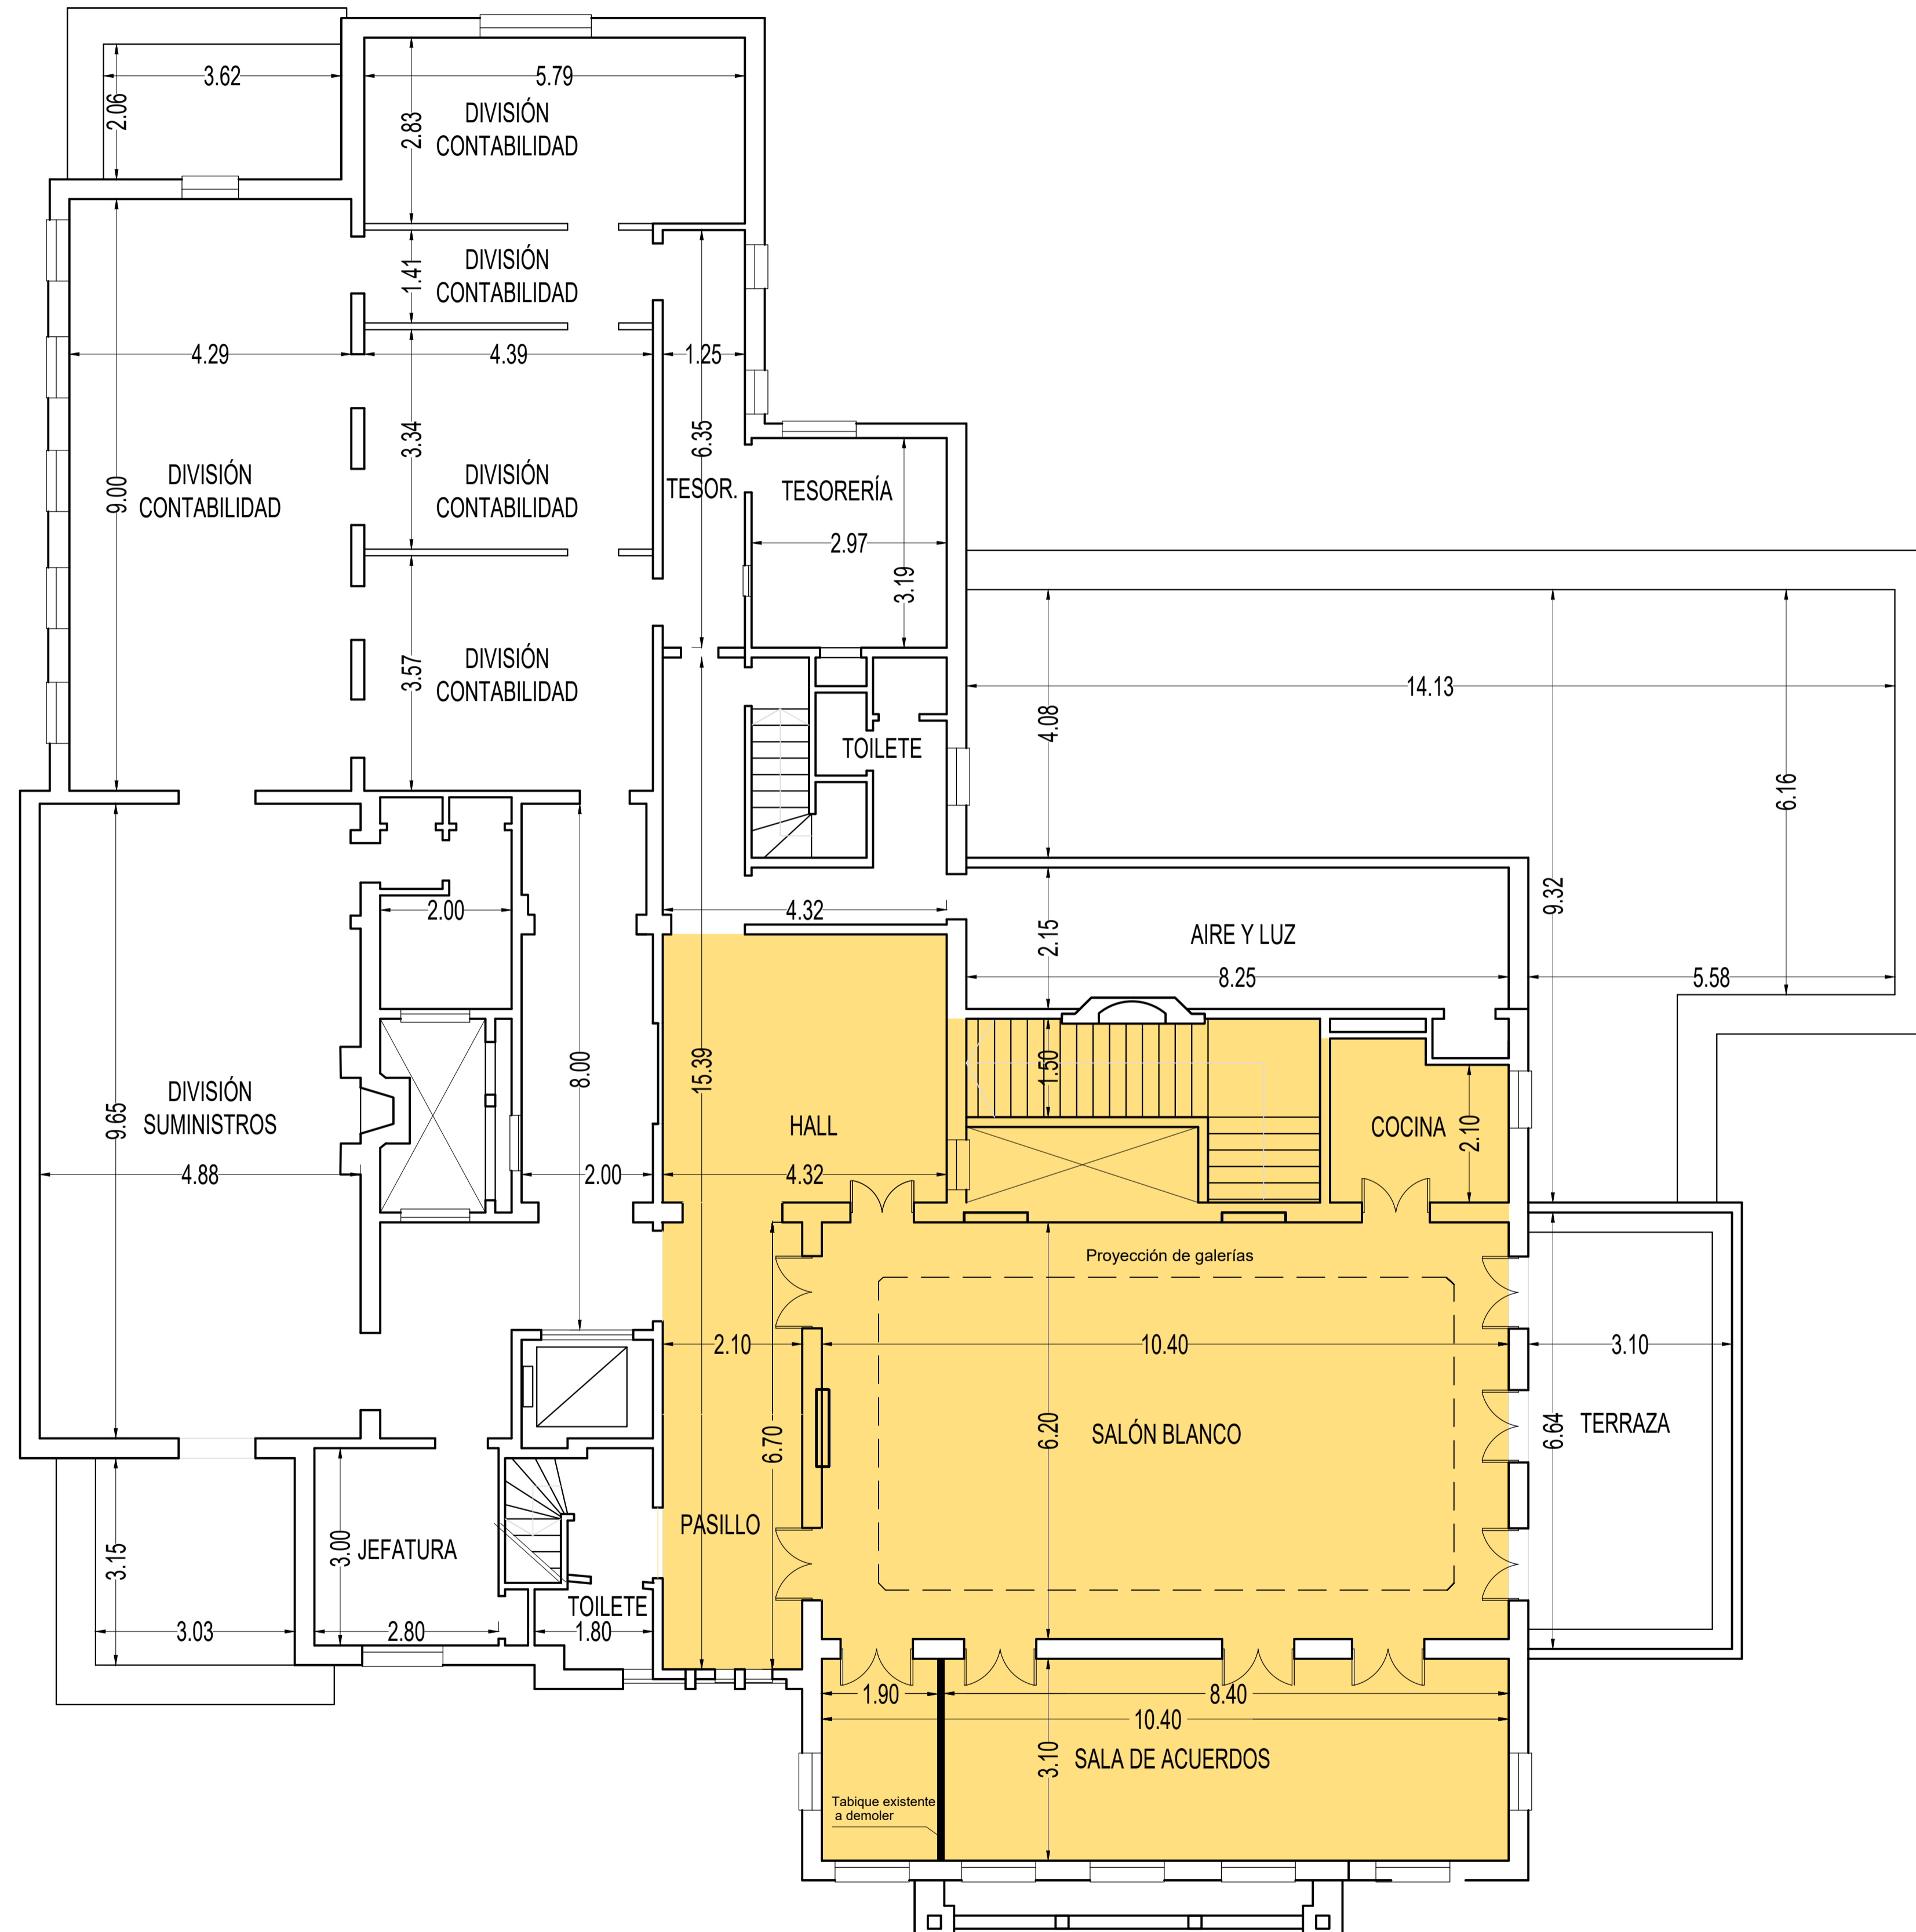 3.62
5.79
2.06
2.83
DIVISIÓN
CONTABILIDAD
1.41
DIVISIÓN
CONTABILIDAD
4.29
4.39
1.25
3.34
6.35
9.00
DIVISIÓN
CONTABILIDAD
DIVISIÓN
CONTABILIDAD
TESOR.
TESORERÍA
2.97
3.19
3.57
DIVISIÓN
CONTABILIDAD
14.13
4.08
TOILETE
6.16
9.32
2.00
4.32
2.15
AIRE Y LUZ
8.25
5.58
8.00
15.39
1.50
9.65
DIVISIÓN
SUMINISTROS
HALL
COCINA
2.10
4.88
2.00
4.32
Proyección de galerías
2.10
10.40
3.10
6.70
6.20
SALÓN BLANCO
6.64
TERRAZA
PASILLO
3.15
3.00
JEFATURA
TOILETE
3.03
2.80
1.80
1.90
8.40
10.40
3.10
SALA DE ACUERDOS
Tabique existente
a demoler